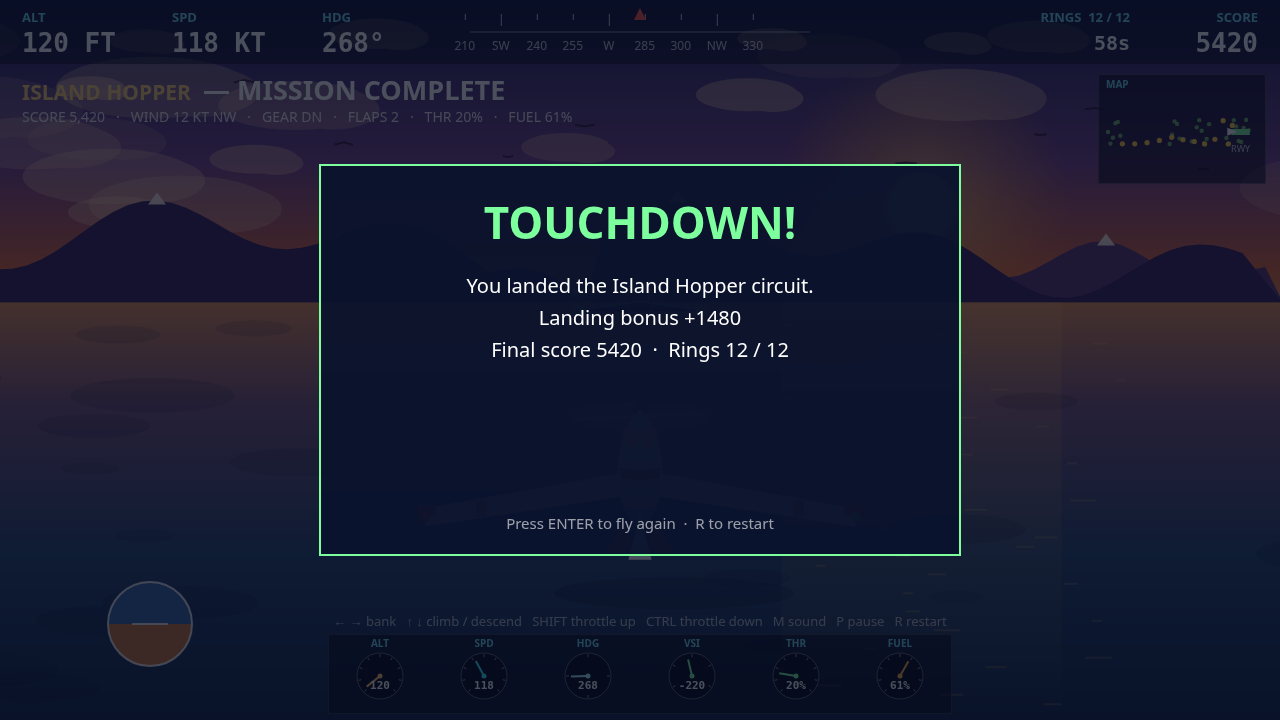 ALT SPD HDG RINGS 12 / 12 SCORE
120 FT 118 KT 268° 58s 5420
210 SW 240 255 W 285 300 NW 330
ISLAND HOPPER — MISSION COMPLETE
SCORE 5,420 · WIND 12 KT NW · GEAR DN · FLAPS 2 · THR 20% · FUEL 61%
MAP
RWY
TOUCHDOWN!
You landed the Island Hopper circuit.
Landing bonus +1480
Final score 5420 · Rings 12 / 12
Press ENTER to fly again · R to restart
← → bank ↑ ↓ climb / descend SHIFT throttle up CTRL throttle down M sound P pause R restart
ALT SPD HDG VSI THR FUEL
120 118 268 -220 20% 61%